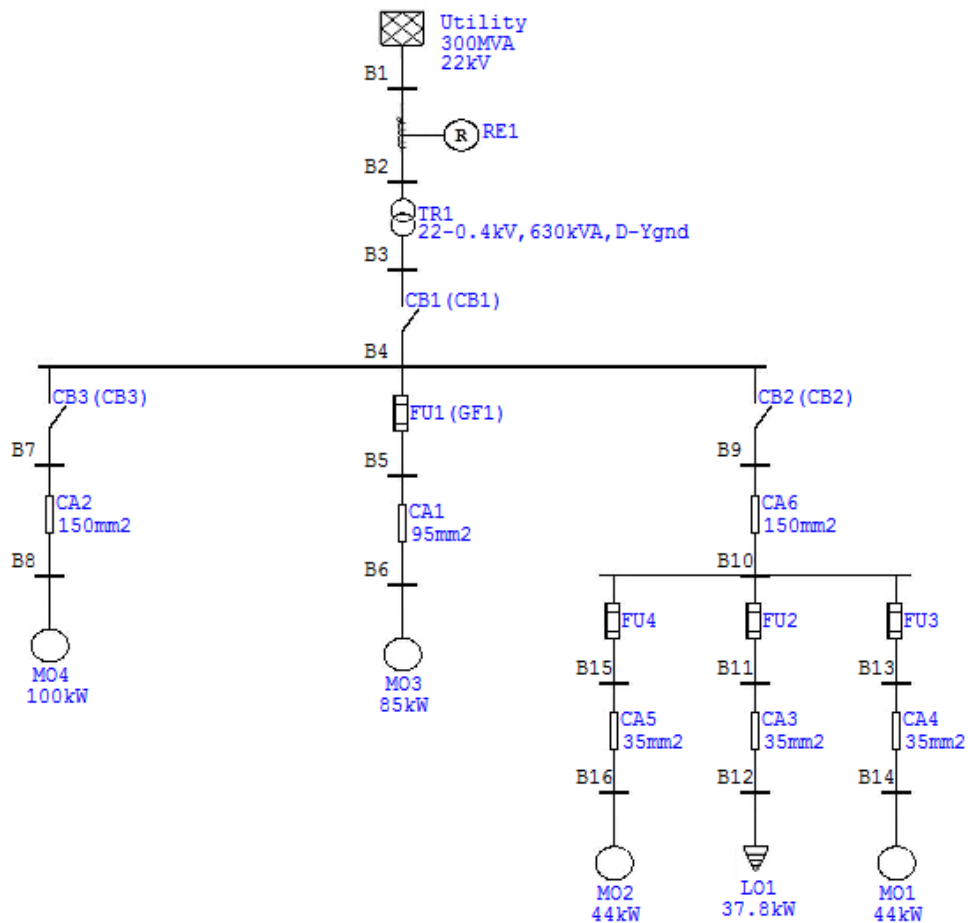 Utility
300MVA
22kV
B1
R
RE1
B2
TR1
22-0.4kV,630kVA,D-Ygnd
B3
CB1(CB1)
B4
CB3(CB3)
FU1(GF1)
CB2(CB2)
B7
B5
B9
CA2
150mm2
CA1
95mm2
CA6
150mm2
B8
B6
B10
FU4
FU2
FU3
MO4
100kW
MO3
85kW
B15
B11
B13
CA5
35mm2
CA3
35mm2
CA4
35mm2
B16
B12
B14
MO2
44kW
LO1
37.8kW
MO1
44kW